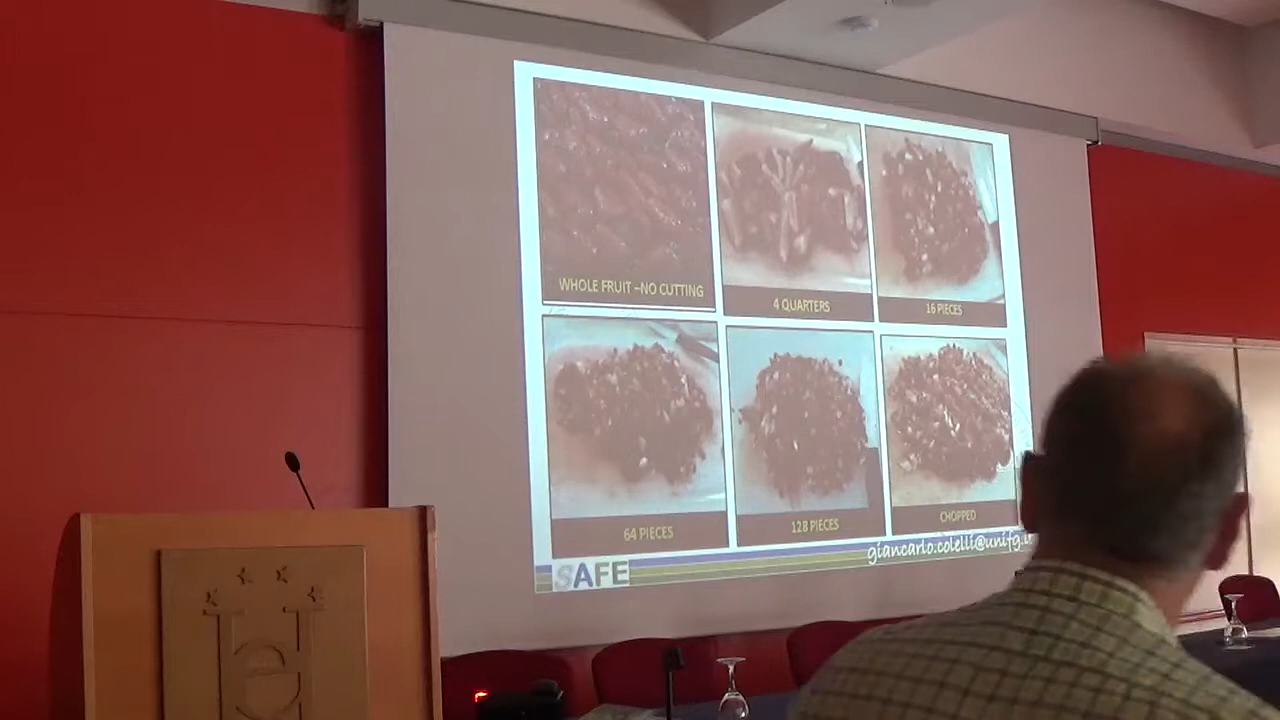 WHOLE FRUIT –NO CUTTING
4 QUARTERS
16 PIECES
64 PIECES
128 PIECES
CHOPPED
SAFE
giancarlo.colelli@unifg.